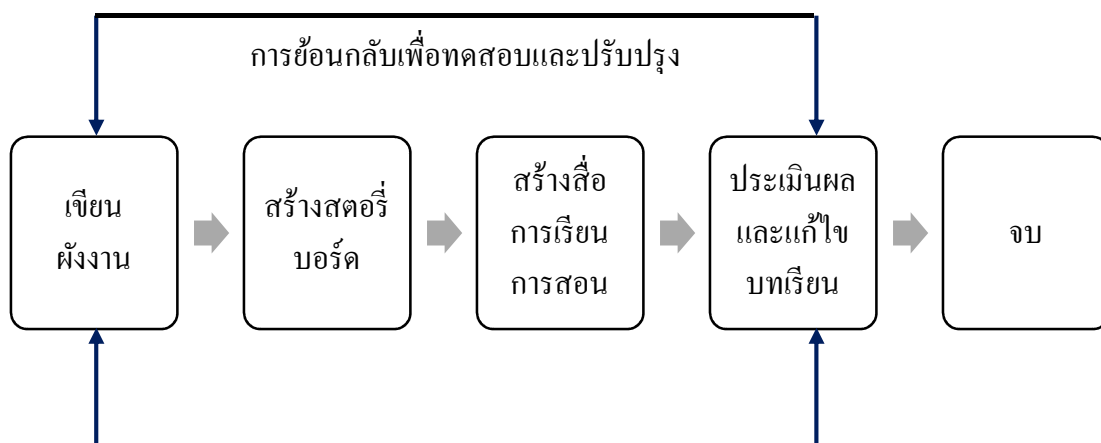 การย้อนกลับเพื่อทดสอบและปรับปรุง
เขียน
ผังงาน
สร้างสตอรี่
บอร์ด
สร้างสื่อ
การเรียน
การสอน
ประเมินผล
และแก้ไข
บทเรียน
จบ